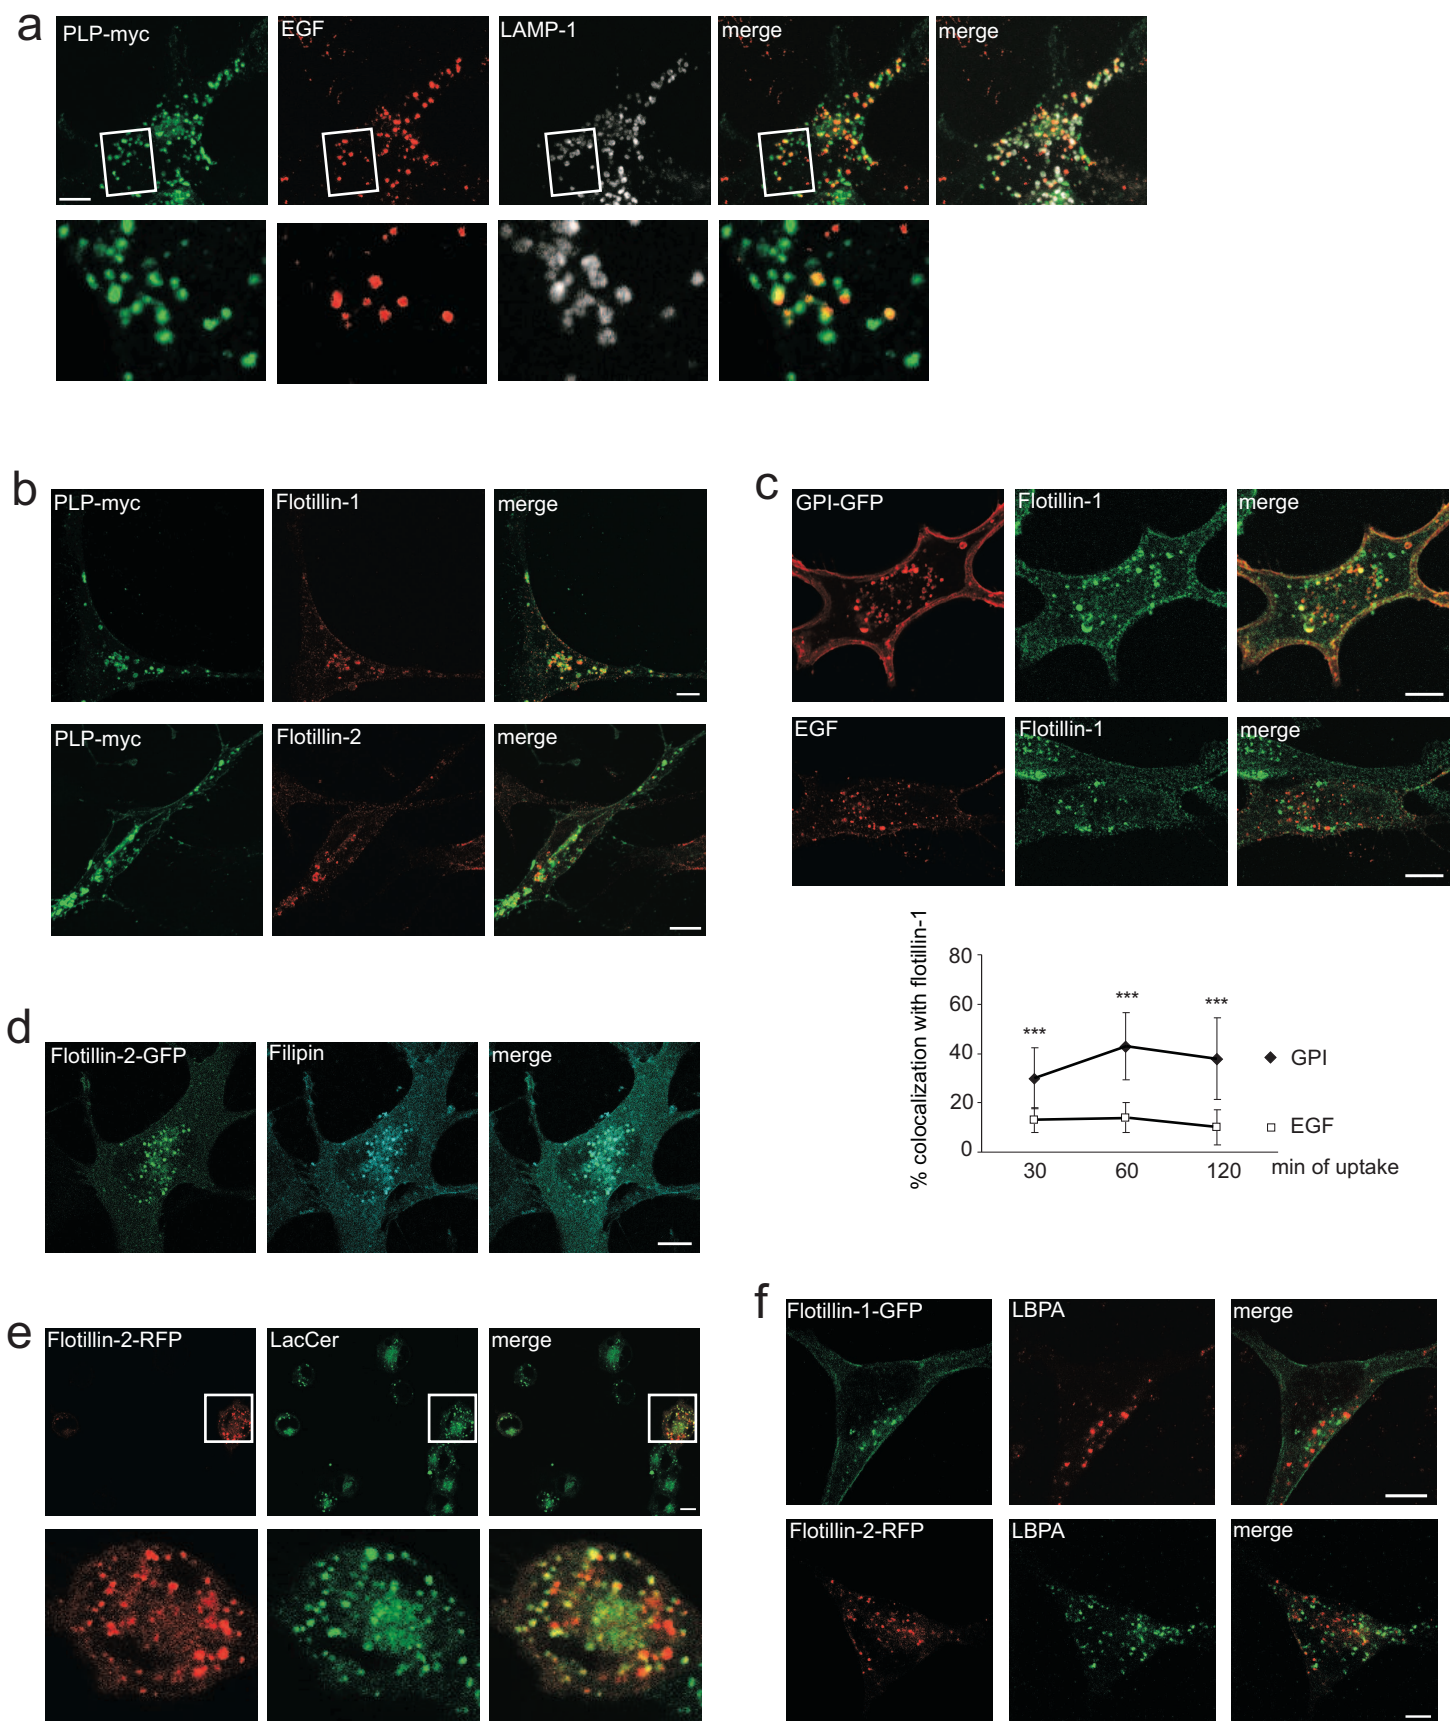 a
PLP-myc EGF LAMP-1 merge merge
b
PLP-myc Flotillin-1 merge
PLP-myc Flotillin-2 merge
c
GPI-GFP Flotillin-1 merge
EGF Flotillin-1 merge
% colocalization with flotillin-1
80
60
40
20
0
*** *** ***
GPI
EGF
30 60 120 min of uptake
d
Flotillin-2-GFP Filipin merge
e
Flotillin-2-RFP LacCer merge
f
Flotillin-1-GFP LBPA merge
Flotillin-2-RFP LBPA merge